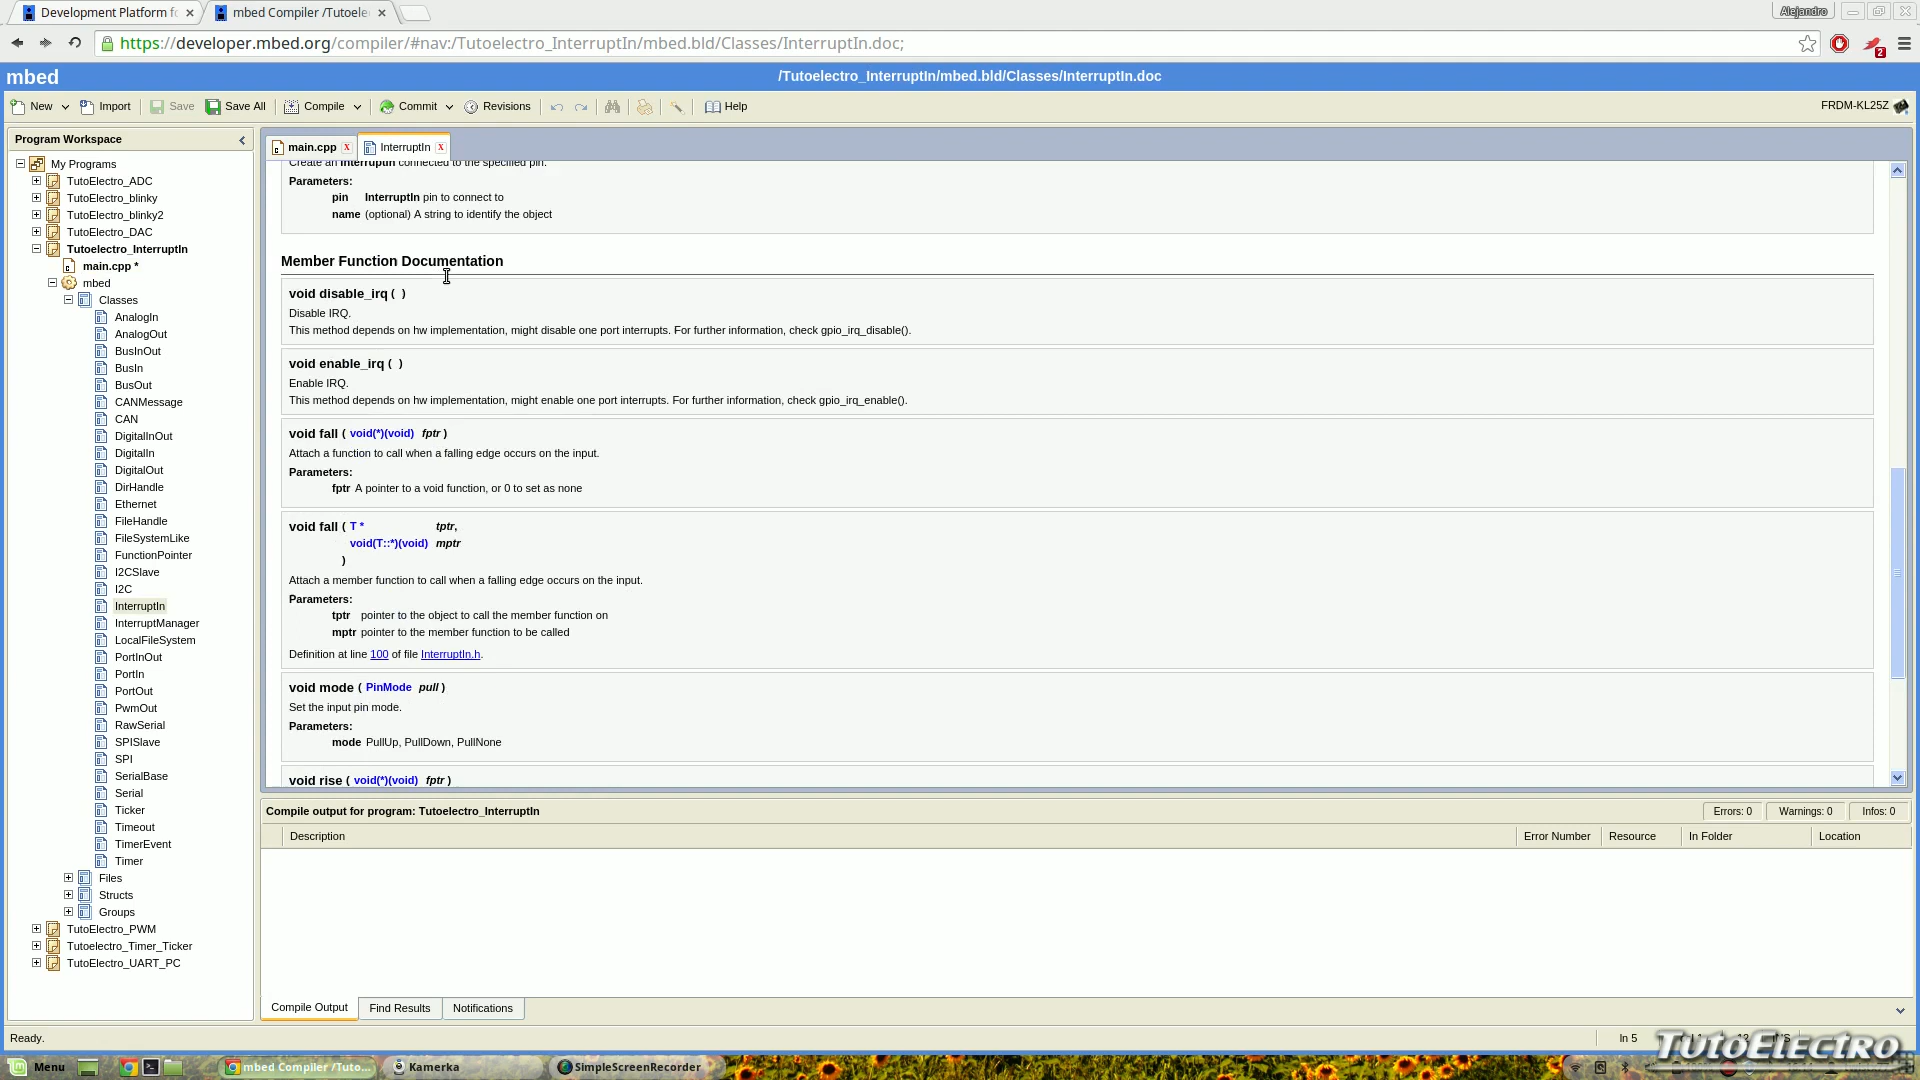 Development Platform f
mbed Compiler /Tutoele
Alejandro
https://developer.mbed.org/compiler/#nav:/Tutoelectro_InterruptIn/mbed.bld/Classes/InterruptIn.doc;
2
mbed
/Tutoelectro_InterruptIn/mbed.bld/Classes/InterruptIn.doc
New Import Save Save All Compile Commit Revisions Help
FRDM-KL25Z
Program Workspace
My Programs
TutoElectro_ADC
TutoElectro_blinky
TutoElectro_blinky2
TutoElectro_DAC
Tutoelectro_InterruptIn
main.cpp *
mbed
Classes
AnalogIn
AnalogOut
BusInOut
BusIn
BusOut
CANMessage
CAN
DigitalInOut
DigitalIn
DigitalOut
DirHandle
Ethernet
FileHandle
FileSystemLike
FunctionPointer
I2CSlave
I2C
InterruptIn
InterruptManager
LocalFileSystem
PortInOut
PortIn
PortOut
PwmOut
RawSerial
SPISlave
SPI
SerialBase
Serial
Ticker
Timeout
TimerEvent
Timer
Files
Structs
Groups
TutoElectro_PWM
Tutoelectro_Timer_Ticker
TutoElectro_UART_PC
main.cpp x
InterruptIn x
Create an InterruptIn connected to the specified pin.
Parameters:
pin InterruptIn pin to connect to
name (optional) A string to identify the object
Member Function Documentation
void disable_irq ( )
Disable IRQ.
This method depends on hw implementation, might disable one port interrupts. For further information, check gpio_irq_disable().
void enable_irq ( )
Enable IRQ.
This method depends on hw implementation, might enable one port interrupts. For further information, check gpio_irq_enable().
void fall ( void(*)(void) fptr )
Attach a function to call when a falling edge occurs on the input.
Parameters:
fptr A pointer to a void function, or 0 to set as none
void fall ( T * tptr,
void(T::*)(void) mptr
)
Attach a member function to call when a falling edge occurs on the input.
Parameters:
tptr pointer to the object to call the member function on
mptr pointer to the member function to be called
Definition at line 100 of file InterruptIn.h.
void mode ( PinMode pull )
Set the input pin mode.
Parameters:
mode PullUp, PullDown, PullNone
void rise ( void(*)(void) fptr )
Compile output for program: Tutoelectro_InterruptIn
Errors: 0 Warnings: 0 Infos: 0
Description Error Number Resource In Folder Location
Compile Output Find Results Notifications
Ready.
ln 5
TUTOELECTRO
Menu
mbed Compiler /Tuto...
Kamerka
SimpleScreenRecorder